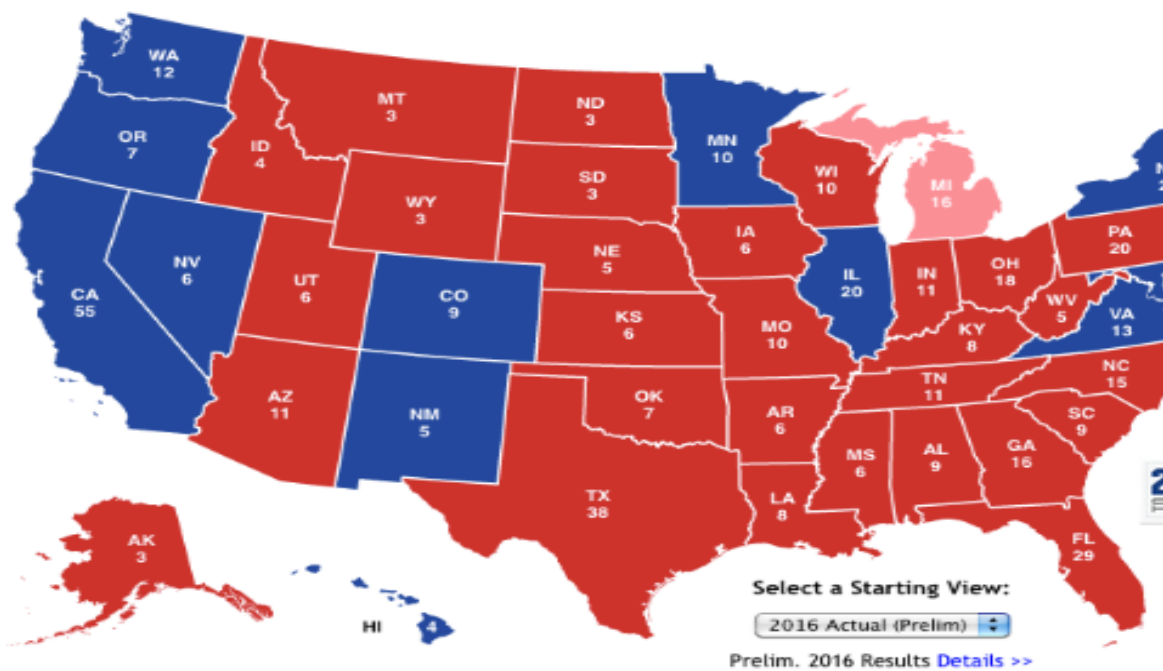 WA
12
MT
3
ND
3
OR
7
ID
4
MN
10
WI
10
MI
16
SD
3
WY
3
IA
6
PA
20
NE
5
NV
6
UT
6
CO
9
CA
55
IL
20
IN
11
OH
18
WV
5
VA
13
KS
6
MO
10
KY
8
NC
15
TN
11
AZ
11
NM
5
OK
7
AR
6
SC
9
MS
6
AL
9
GA
16
TX
38
LA
8
FL
29
AK
3
HI 4
Select a Starting View:
2016 Actual (Prelim)
Prelim. 2016 Results Details >>